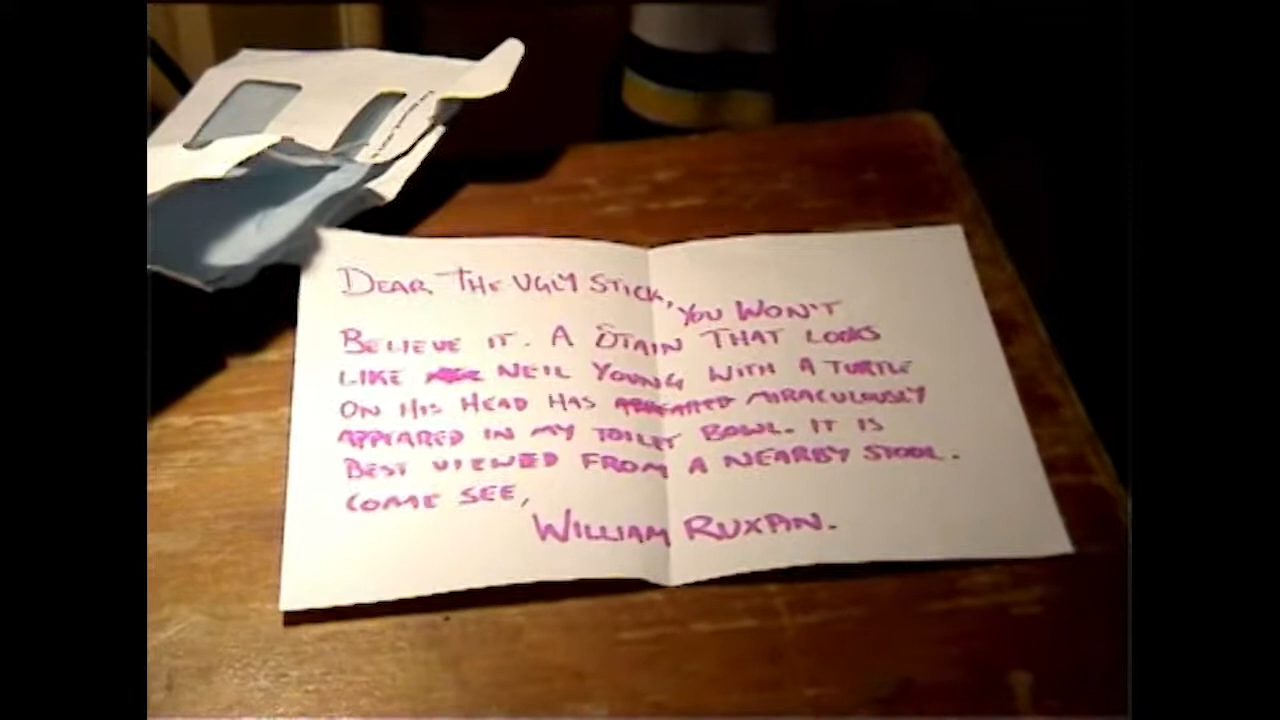 DEAR THE UGLY STICK, YOU WON'T
BELIEVE IT. A STAIN THAT LOOKS
LIKE NEIL YOUNG WITH A TURTLE
ON HIS HEAD HAS APPEARED MIRACULOUSLY
APPEARED IN MY TOILET BOWL. IT IS
BEST VIEWED FROM A NEARBY STOOL.
COME SEE,
WILLIAM RUXPIN.